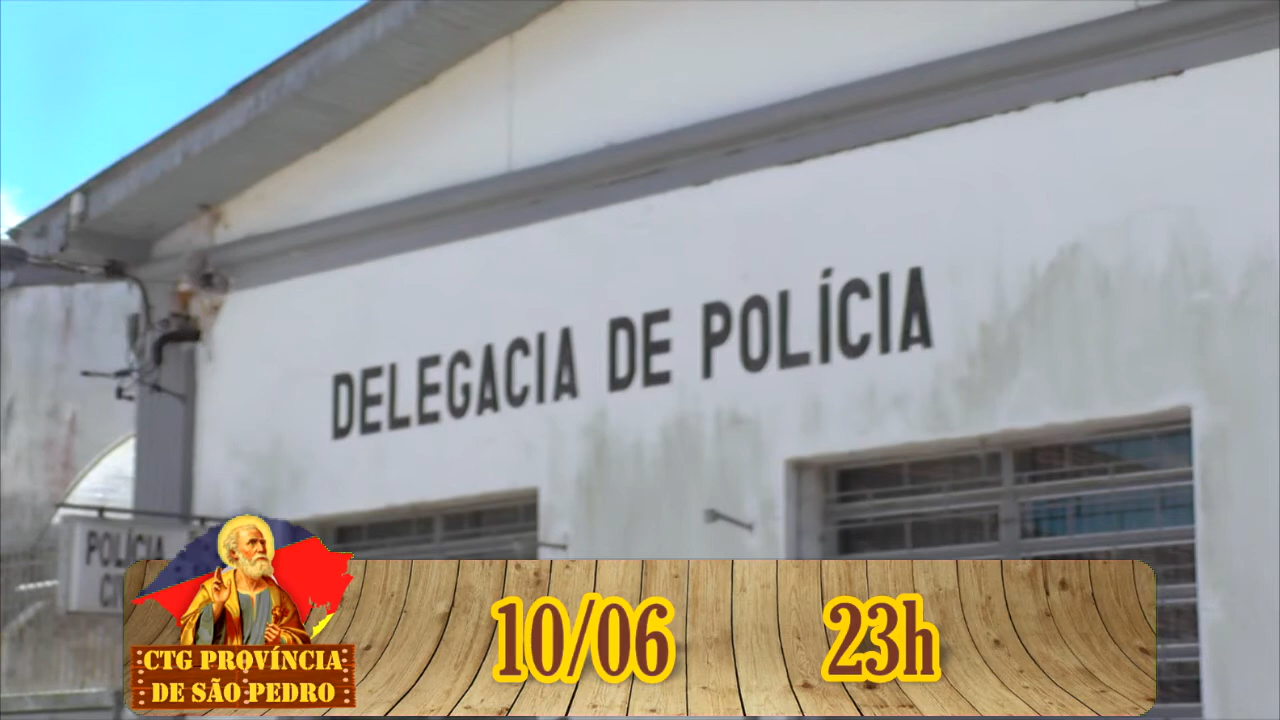 DELEGACIA DE POLÍCIA
POLÍCIA
CTG PROVÍNCIA
DE SÃO PEDRO
10/06
23h